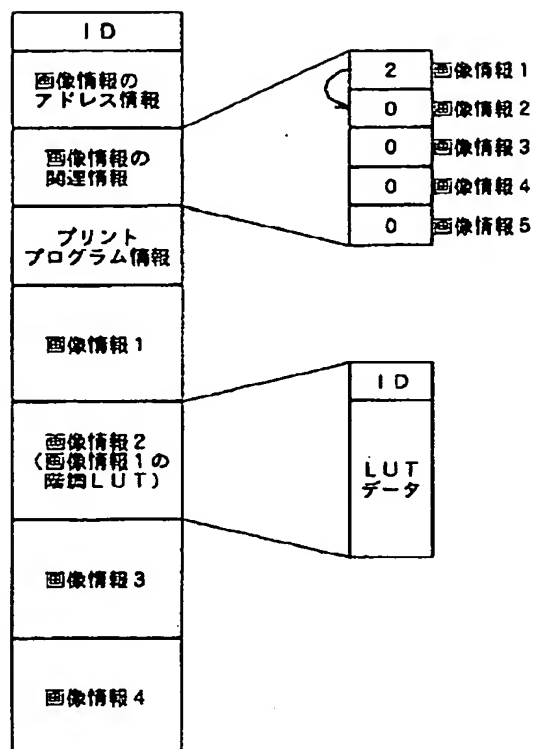 ID
画像情報の
アドレス情報
画像情報の
関連情報
プリント
プログラム情報
画像情報1
画像情報2
(画像情報1の
階調LUT)
画像情報3
画像情報4
2 画像情報1
0 画像情報2
0 画像情報3
0 画像情報4
0 画像情報5
ID
LUT
データ